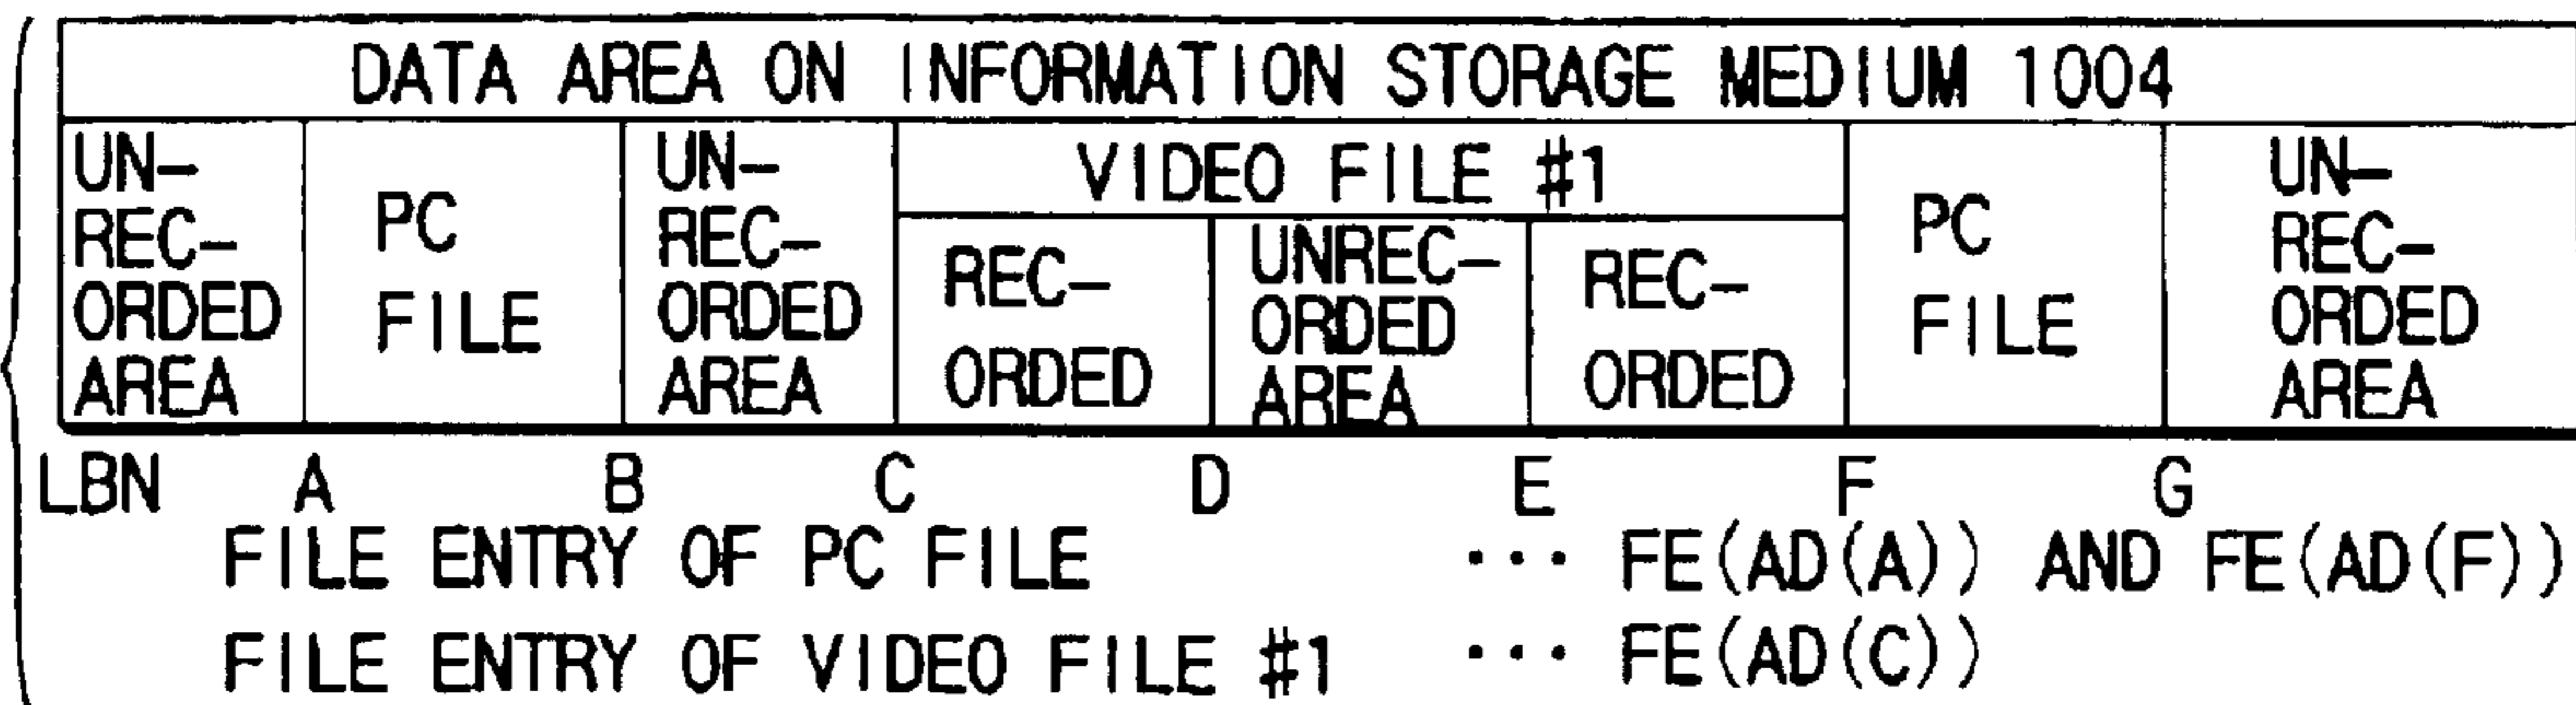 DATA AREA ON INFORMATION STORAGE MEDIUM 1004
UN-
REC-
ORDED
AREA
PC
FILE
UN-
REC-
ORDED
AREA
VIDEO FILE #1
REC-
ORDED
UNREC-
ORDED
AREA
REC-
ORDED
PC
FILE
UN-
REC-
ORDED
AREA
LBN A B C D E F G
FILE ENTRY OF PC FILE ··· FE(AD(A)) AND FE(AD(F))
FILE ENTRY OF VIDEO FILE #1 ··· FE(AD(C))